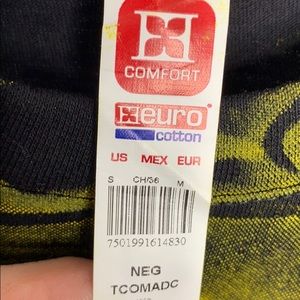 COMFORT
euro
cotton
US MEX EUR
S CH/36 M
7501991614830
NEG
TCOMADC